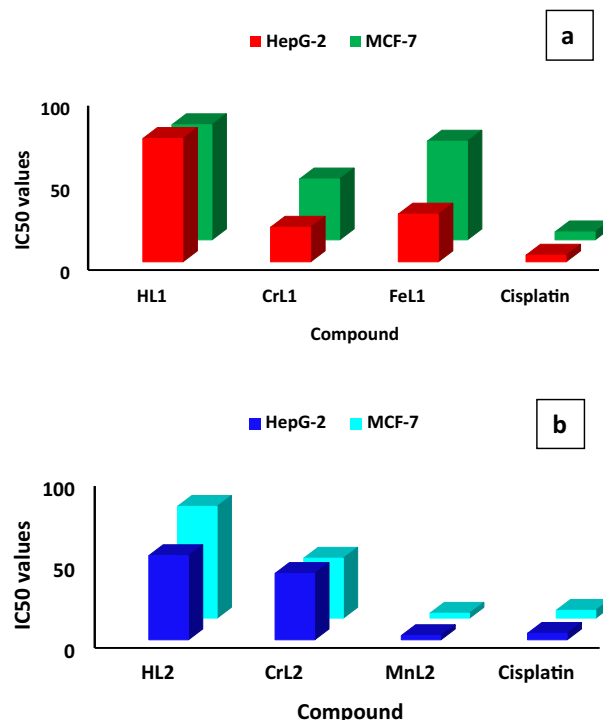 a
HepG-2 MCF-7
100
50
0
IC50 values
HL1 CrL1 FeL1 Cisplatin
Compound
b
HepG-2 MCF-7
100
50
0
IC50 values
HL2 CrL2 MnL2 Cisplatin
Compound